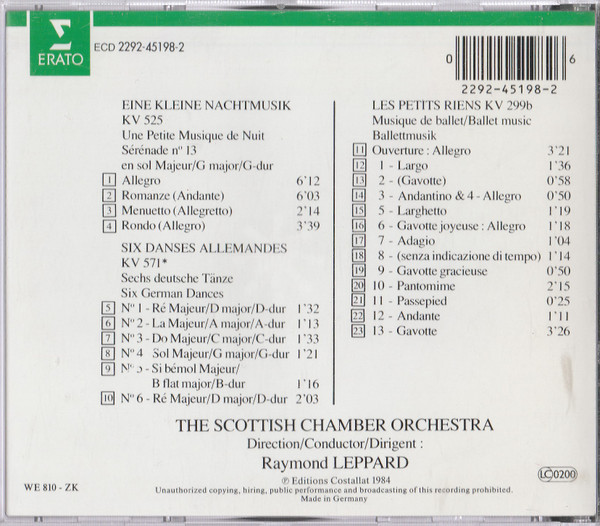 ERATO
ECD 2292-45198-2
0 6
2292-45198-2
EINE KLEINE NACHTMUSIK
KV 525
Une Petite Musique de Nuit
Sérénade nº 13
en sol Majeur/G major/G-dur
1 Allegro 6'12
2 Romanze (Andante) 6'03
3 Menuetto (Allegretto) 2'14
4 Rondo (Allegro) 3'39
SIX DANSES ALLEMANDES
KV 571*
Sechs deutsche Tänze
Six German Dances
5 Nº 1 - Ré Majeur/D major/D-dur 1'32
6 Nº 2 - La Majeur/A major/A-dur 1'13
7 Nº 3 - Do Majeur/C major/C-dur 1'33
8 Nº 4 Sol Majeur/G major/G-dur 1'21
9 Nº 5 - Si bémol Majeur/
B flat major/B-dur 1'16
10 Nº 6 - Ré Majeur/D major/D-dur 2'03
LES PETITS RIENS KV 299b
Musique de ballet/Ballet music
Ballettmusik
11 Ouverture : Allegro 3'21
12 1 - Largo 1'36
13 2 - (Gavotte) 0'58
14 3 - Andantino & 4 - Allegro 0'50
15 5 - Larghetto 1'19
16 6 - Gavotte joyeuse : Allegro 1'18
17 7 - Adagio 1'04
18 8 - (senza indicazione di tempo) 1'14
19 9 - Gavotte gracieuse 0'50
20 10 - Pantomime 2'15
21 11 - Passepied 0'25
22 12 - Andante 1'11
23 13 - Gavotte 3'26
THE SCOTTISH CHAMBER ORCHESTRA
Direction/Conductor/Dirigent :
Raymond LEPPARD
WE 810 - ZK
℗ Editions Costallat 1984
Unauthorized copying, hiring, public performance and broadcasting of this recording prohibited.
Made in Germany
LC 0200